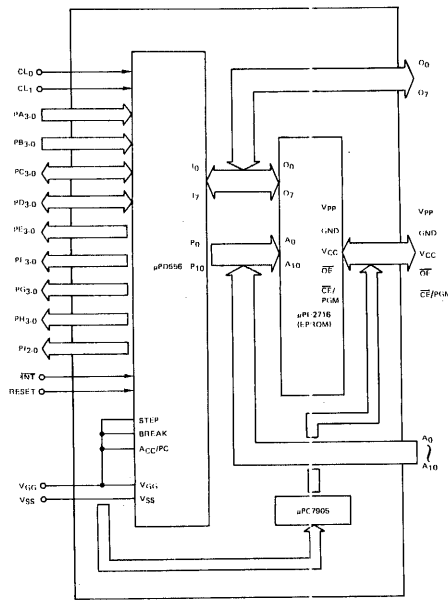 CL0
CL1
PA3-0
PB3-0
PC3-0
PD3-0
PE3-0
PF3-0
PG3-0
PH3-0
PI2-0
INT
RESET
VGG
VSS
I0
I7
P0
P10
μPD556
STEP
BREAK
ACC/PC
VGG
VSS
O0
O7
A0
A10
VPP
GND
VCC
OE
CE/
PGM
(EPROM)
μPC7905
O0
O7
VPP
GND
VCC
OE
CE/PGM
A0
A10